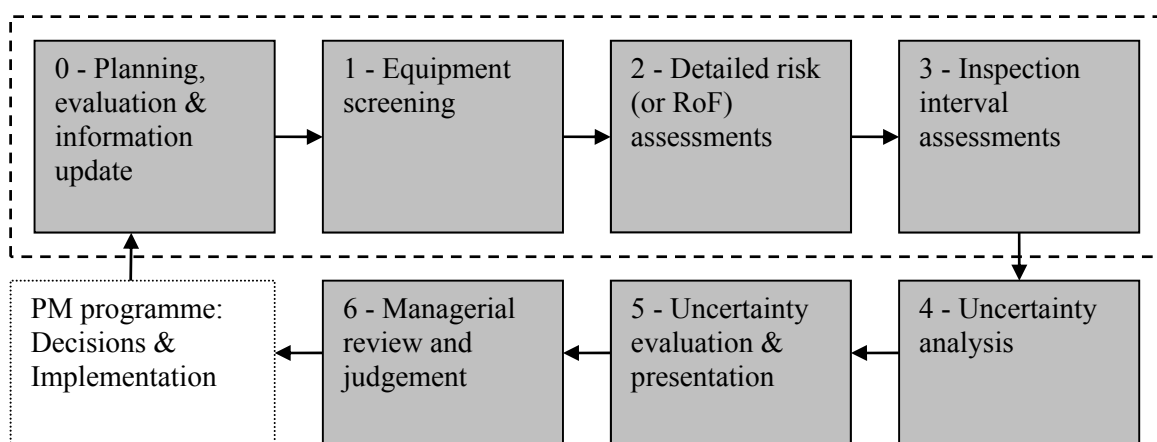 0 - Planning,
evaluation &
information
update
1 - Equipment
screening
2 - Detailed risk
(or RoF)
assessments
3 - Inspection
interval
assessments
PM programme:
Decisions &
Implementation
6 - Managerial
review and
judgement
5 - Uncertainty
evaluation &
presentation
4 - Uncertainty
analysis